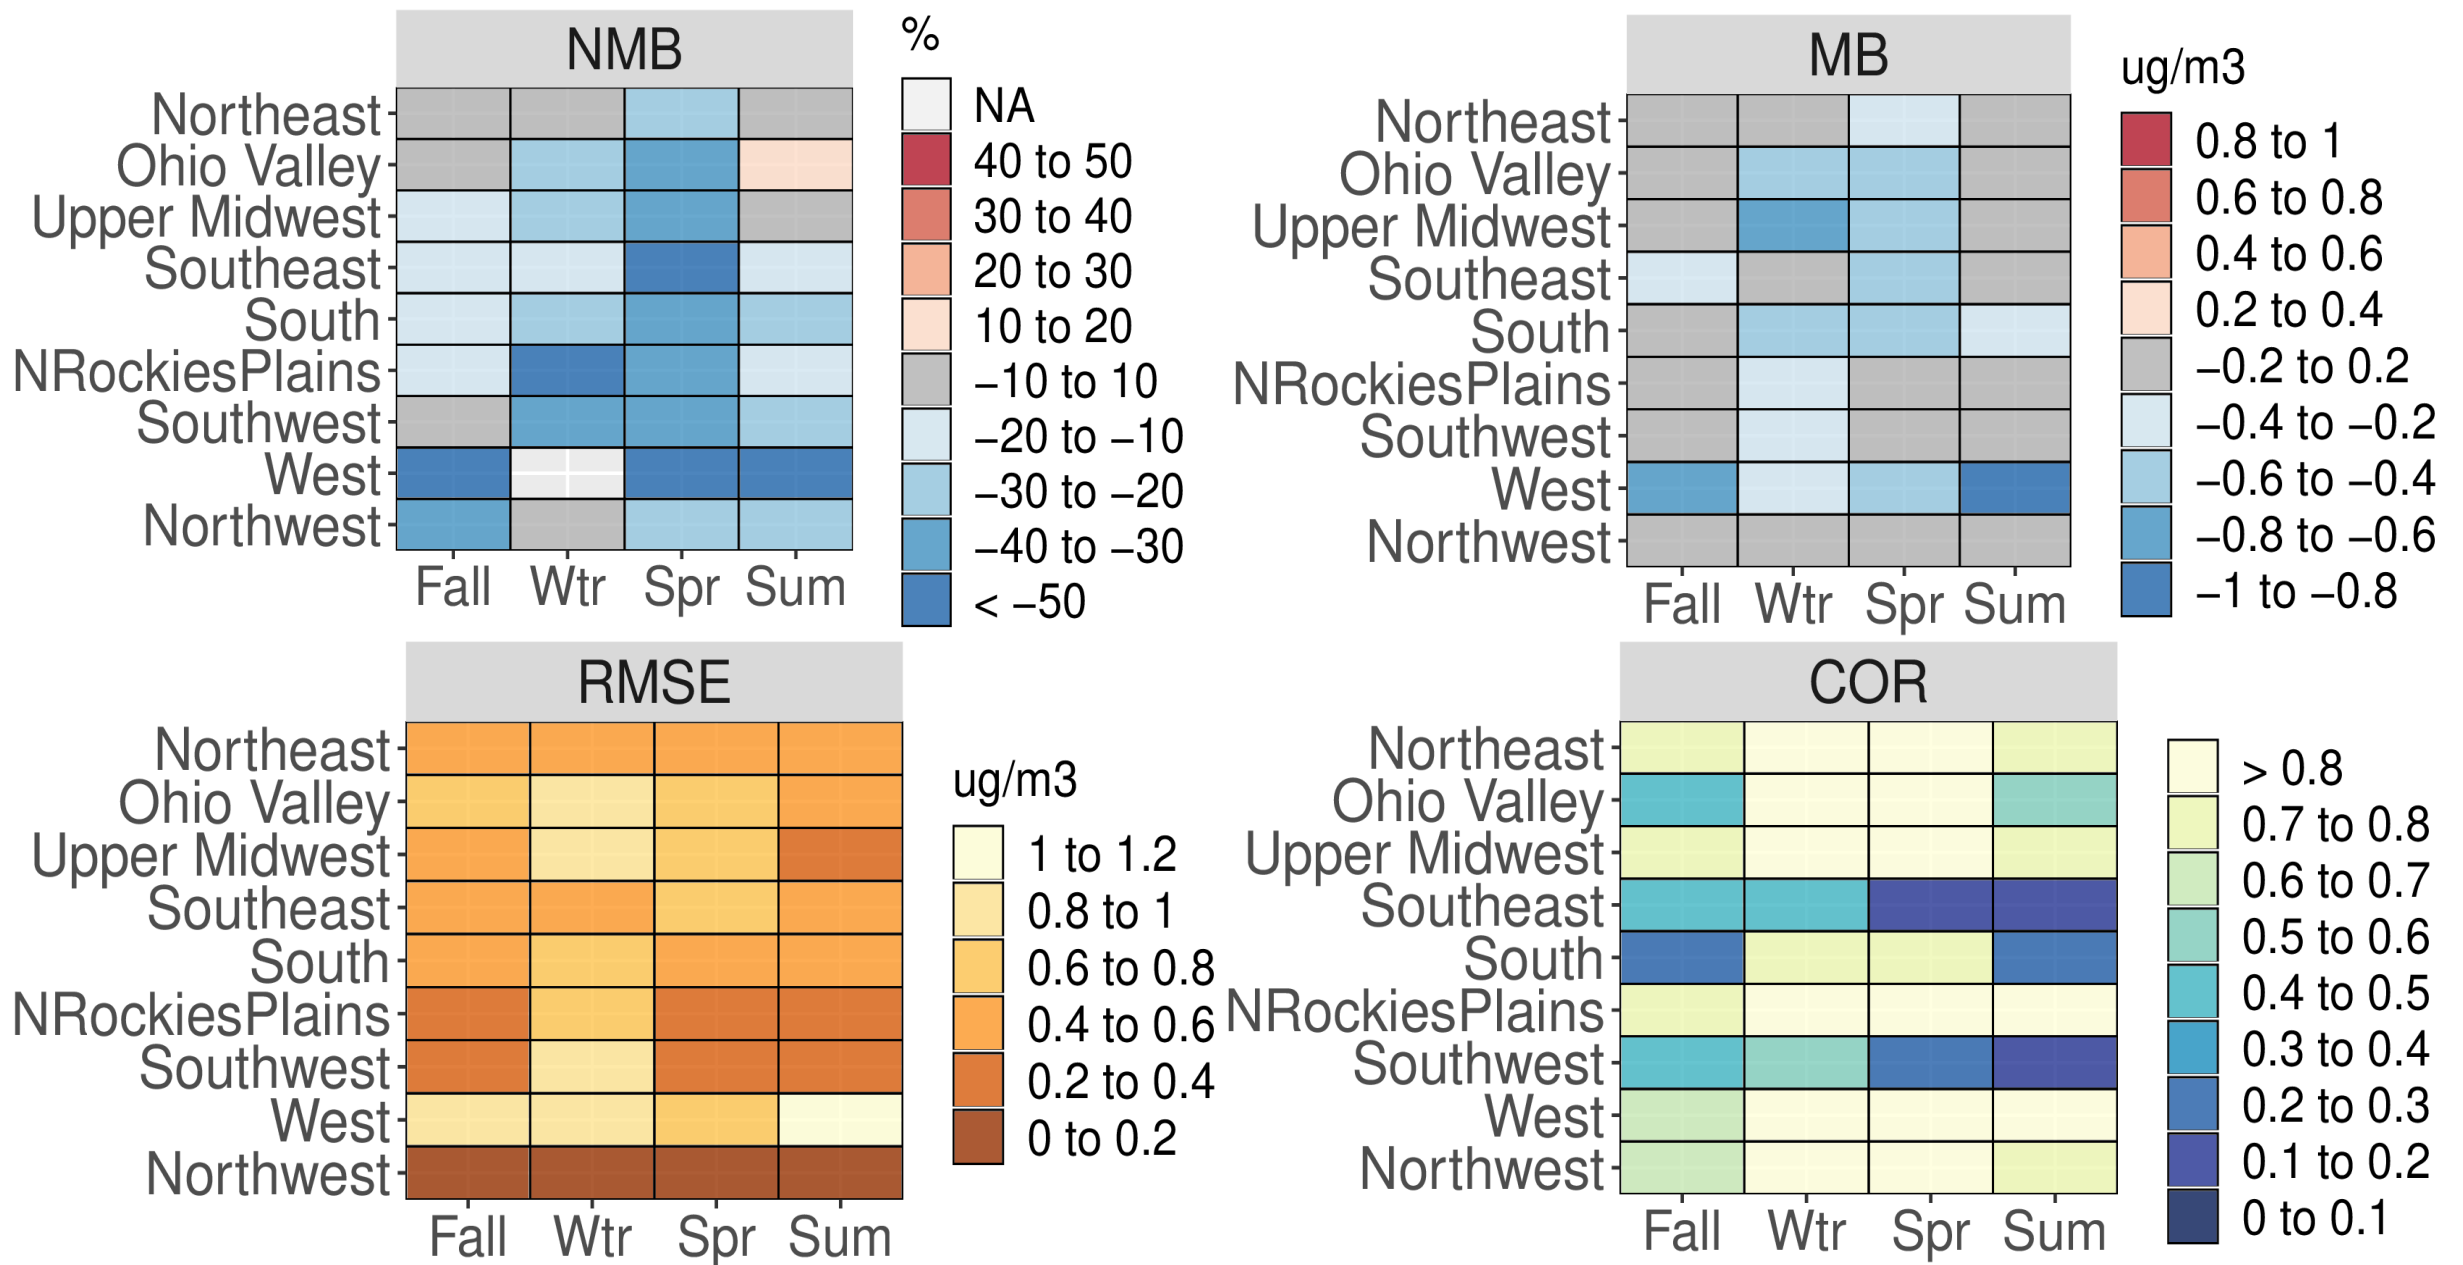 NMB
Northeast
Ohio Valley
Upper Midwest
Southeast
South
NRockiesPlains
Southwest
West
Northwest
Fall Wtr Spr Sum
%
NA
40 to 50
30 to 40
20 to 30
10 to 20
−10 to 10
−20 to −10
−30 to −20
−40 to −30
< −50
MB
Northeast
Ohio Valley
Upper Midwest
Southeast
South
NRockiesPlains
Southwest
West
Northwest
Fall Wtr Spr Sum
ug/m3
0.8 to 1
0.6 to 0.8
0.4 to 0.6
0.2 to 0.4
−0.2 to 0.2
−0.4 to −0.2
−0.6 to −0.4
−0.8 to −0.6
−1 to −0.8
RMSE
Northeast
Ohio Valley
Upper Midwest
Southeast
South
NRockiesPlains
Southwest
West
Northwest
Fall Wtr Spr Sum
ug/m3
1 to 1.2
0.8 to 1
0.6 to 0.8
0.4 to 0.6
0.2 to 0.4
0 to 0.2
COR
Northeast
Ohio Valley
Upper Midwest
Southeast
South
NRockiesPlains
Southwest
West
Northwest
Fall Wtr Spr Sum
> 0.8
0.7 to 0.8
0.6 to 0.7
0.5 to 0.6
0.4 to 0.5
0.3 to 0.4
0.2 to 0.3
0.1 to 0.2
0 to 0.1